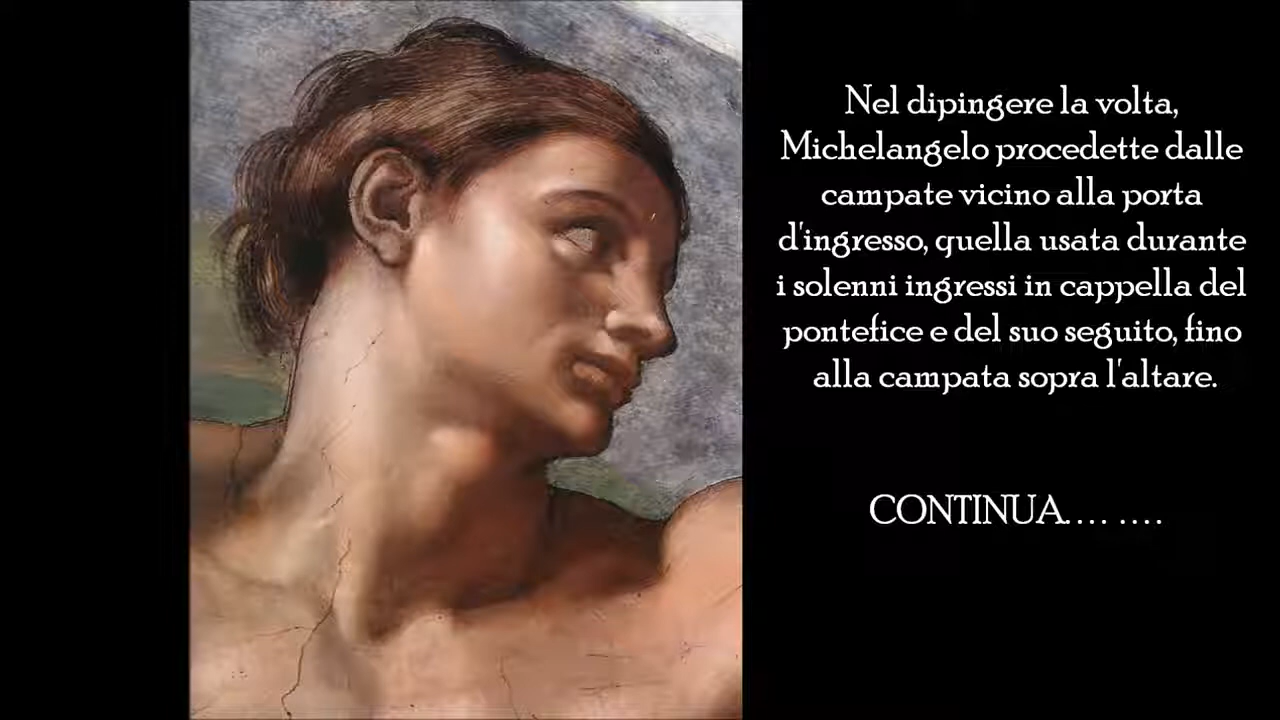 Nel dipingere la volta,
Michelangelo procedette dalle
campate vicino alla porta
d'ingresso, quella usata durante
i solenni ingressi in cappella del
pontefice e del suo seguito, fino
alla campata sopra l'altare.
CONTINUA.... ....